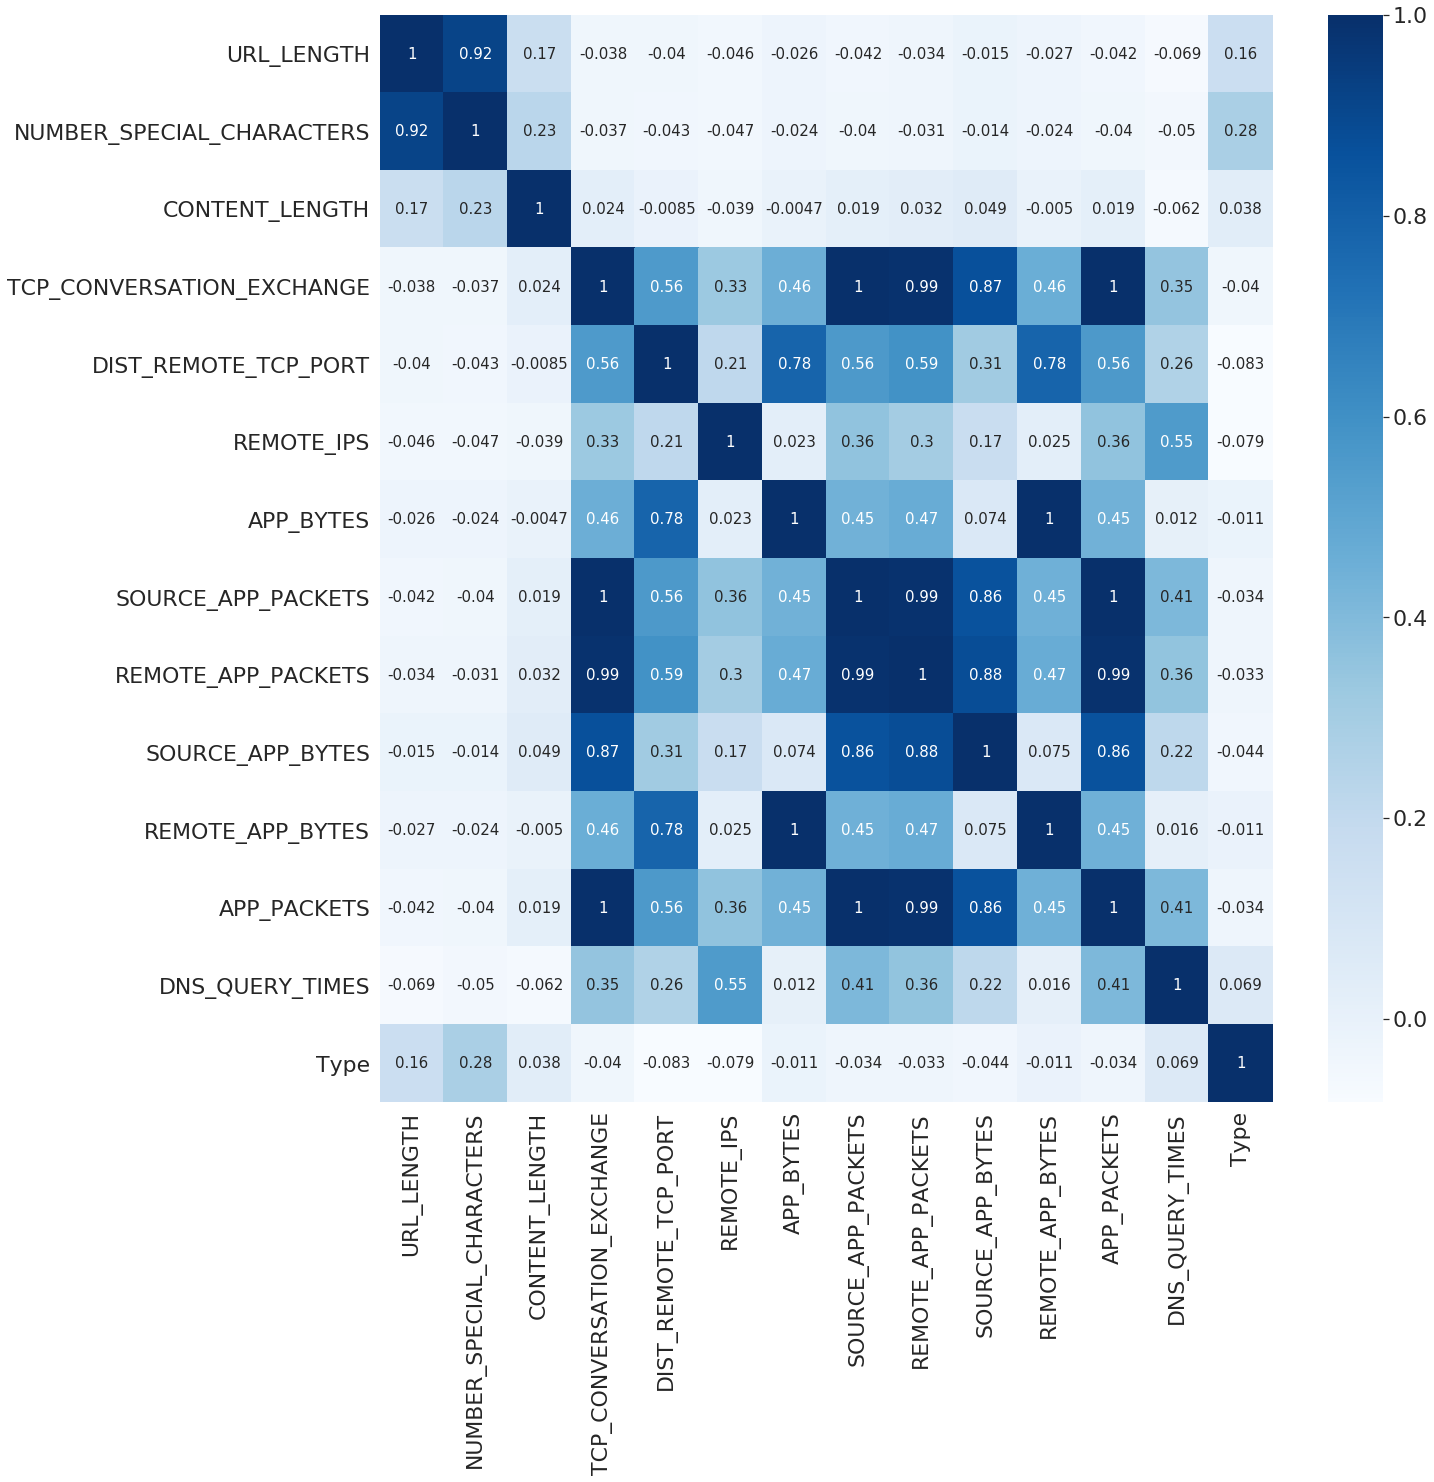 URL_LENGTH 1 0.92 0.17 -0.038 -0.04 -0.046 -0.026 -0.042 -0.034 -0.015 -0.027 -0.042 -0.069 0.16
NUMBER_SPECIAL_CHARACTERS 0.92 1 0.23 -0.037 -0.043 -0.047 -0.024 -0.04 -0.031 -0.014 -0.024 -0.04 -0.05 0.28
CONTENT_LENGTH 0.17 0.23 1 0.024 -0.0085 -0.039 -0.0047 0.019 0.032 0.049 -0.005 0.019 -0.062 0.038
TCP_CONVERSATION_EXCHANGE -0.038 -0.037 0.024 1 0.56 0.33 0.46 1 0.99 0.87 0.46 1 0.35 -0.04
DIST_REMOTE_TCP_PORT -0.04 -0.043 -0.0085 0.56 1 0.21 0.78 0.56 0.59 0.31 0.78 0.56 0.26 -0.083
REMOTE_IPS -0.046 -0.047 -0.039 0.33 0.21 1 0.023 0.36 0.3 0.17 0.025 0.36 0.55 -0.079
APP_BYTES -0.026 -0.024 -0.0047 0.46 0.78 0.023 1 0.45 0.47 0.074 1 0.45 0.012 -0.011
SOURCE_APP_PACKETS -0.042 -0.04 0.019 1 0.56 0.36 0.45 1 0.99 0.86 0.45 1 0.41 -0.034
REMOTE_APP_PACKETS -0.034 -0.031 0.032 0.99 0.59 0.3 0.47 0.99 1 0.88 0.47 0.99 0.36 -0.033
SOURCE_APP_BYTES -0.015 -0.014 0.049 0.87 0.31 0.17 0.074 0.86 0.88 1 0.075 0.86 0.22 -0.044
REMOTE_APP_BYTES -0.027 -0.024 -0.005 0.46 0.78 0.025 1 0.45 0.47 0.075 1 0.45 0.016 -0.011
APP_PACKETS -0.042 -0.04 0.019 1 0.56 0.36 0.45 1 0.99 0.86 0.45 1 0.41 -0.034
DNS_QUERY_TIMES -0.069 -0.05 -0.062 0.35 0.26 0.55 0.012 0.41 0.36 0.22 0.016 0.41 1 0.069
Type 0.16 0.28 0.038 -0.04 -0.083 -0.079 -0.011 -0.034 -0.033 -0.044 -0.011 -0.034 0.069 1
URL_LENGTH
NUMBER_SPECIAL_CHARACTERS
CONTENT_LENGTH
TCP_CONVERSATION_EXCHANGE
DIST_REMOTE_TCP_PORT
REMOTE_IPS
APP_BYTES
SOURCE_APP_PACKETS
REMOTE_APP_PACKETS
SOURCE_APP_BYTES
REMOTE_APP_BYTES
APP_PACKETS
DNS_QUERY_TIMES
Type
1.0
0.8
0.6
0.4
0.2
0.0